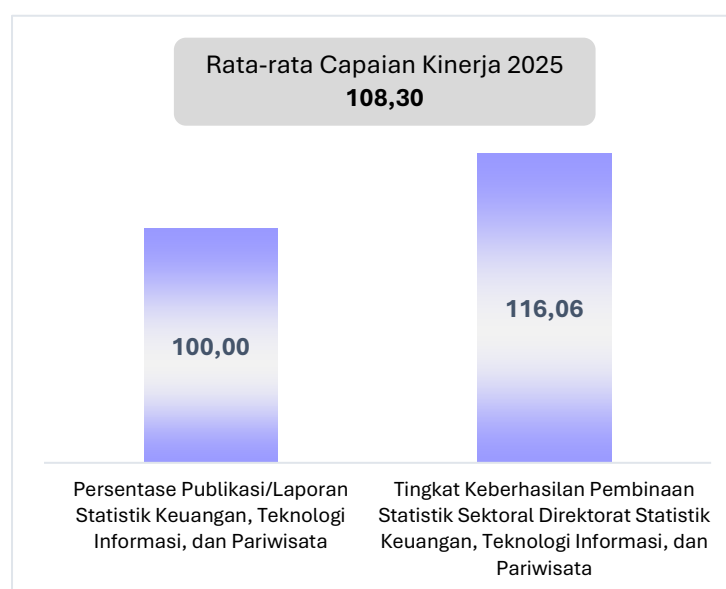 Rata-rata Capaian Kinerja 2025
108,30
116,06
100,00
Persentase Publikasi/Laporan
Statistik Keuangan, Teknologi
Informasi, dan Pariwisata
Tingkat Keberhasilan Pembinaan
Statistik Sektoral Direktorat Statistik
Keuangan, Teknologi Informasi, dan
Pariwisata